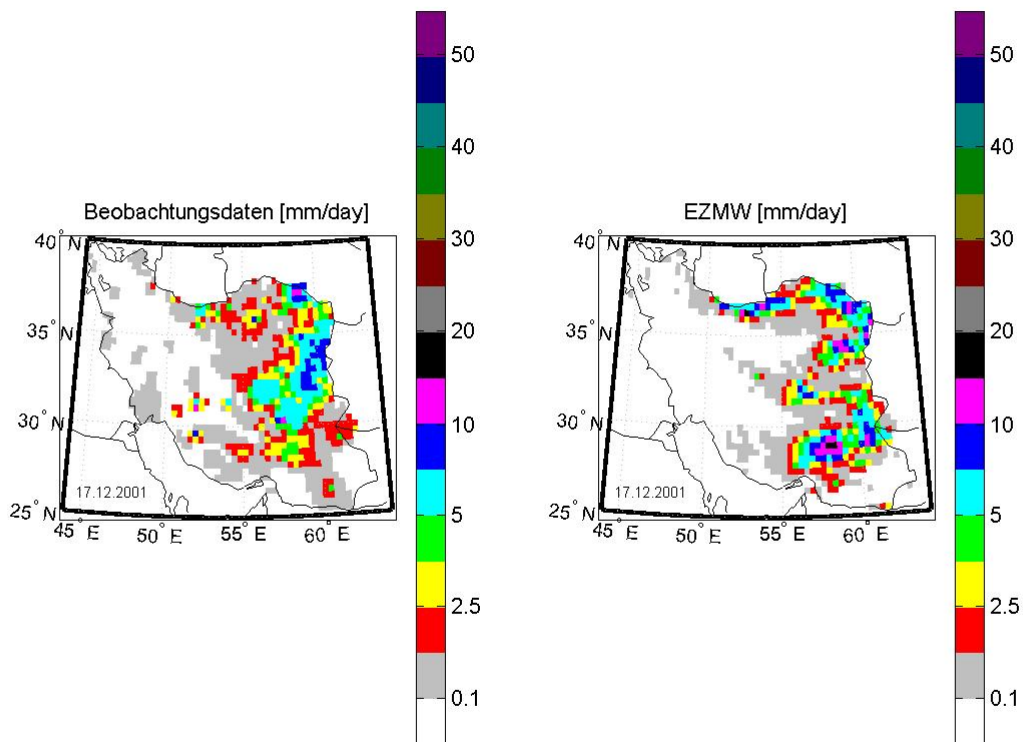 Beobachtungsdaten [mm/day]
40° N
35° N
30° N
25° N
45° E
50° E
55° E
60° E
17.12.2001
50
40
30
20
10
5
2.5
0.1
EZMW [mm/day]
40° N
35° N
30° N
25° N
45° E
50° E
55° E
60° E
17.12.2001
50
40
30
20
10
5
2.5
0.1